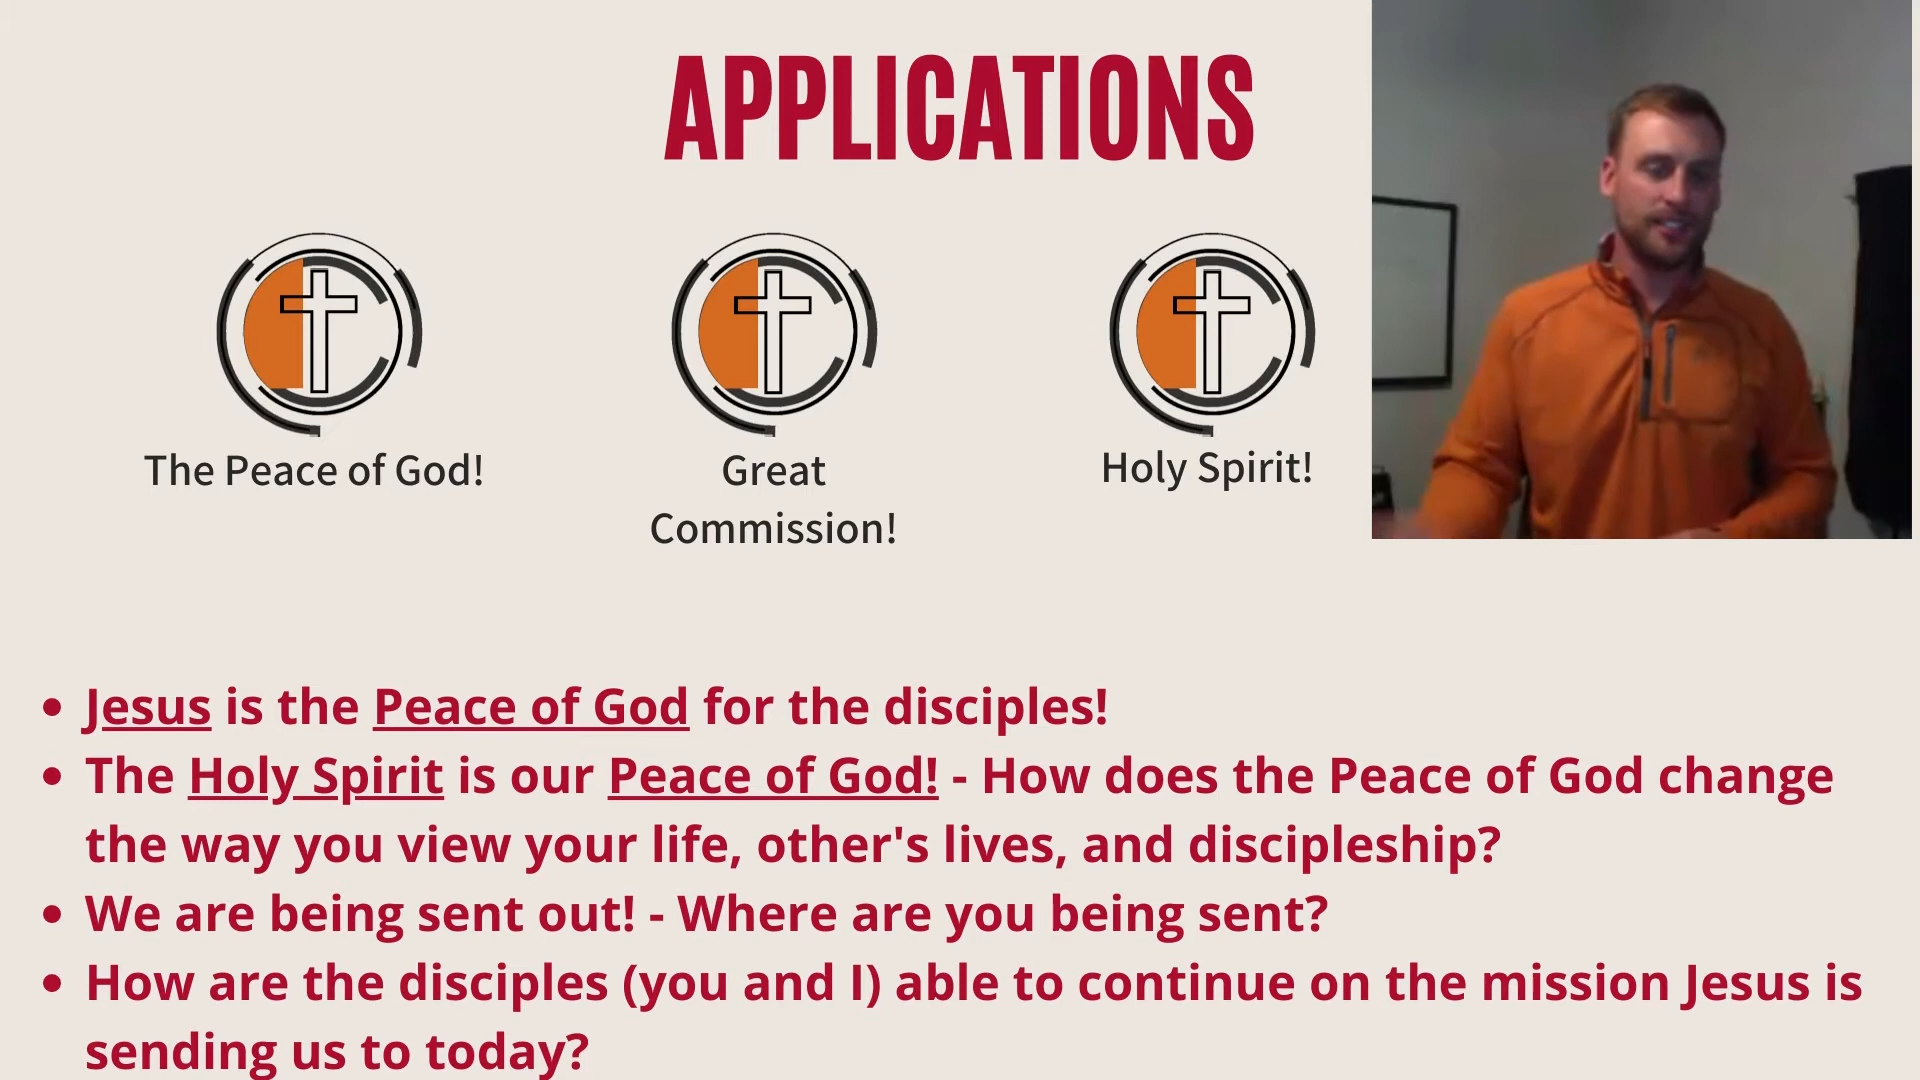 APPLICATIONS
The Peace of God!
Great
Commission!
Holy Spirit!
• Jesus is the Peace of God for the disciples!
• The Holy Spirit is our Peace of God! - How does the Peace of God change
the way you view your life, other's lives, and discipleship?
• We are being sent out! - Where are you being sent?
• How are the disciples (you and I) able to continue on the mission Jesus is
sending us to today?